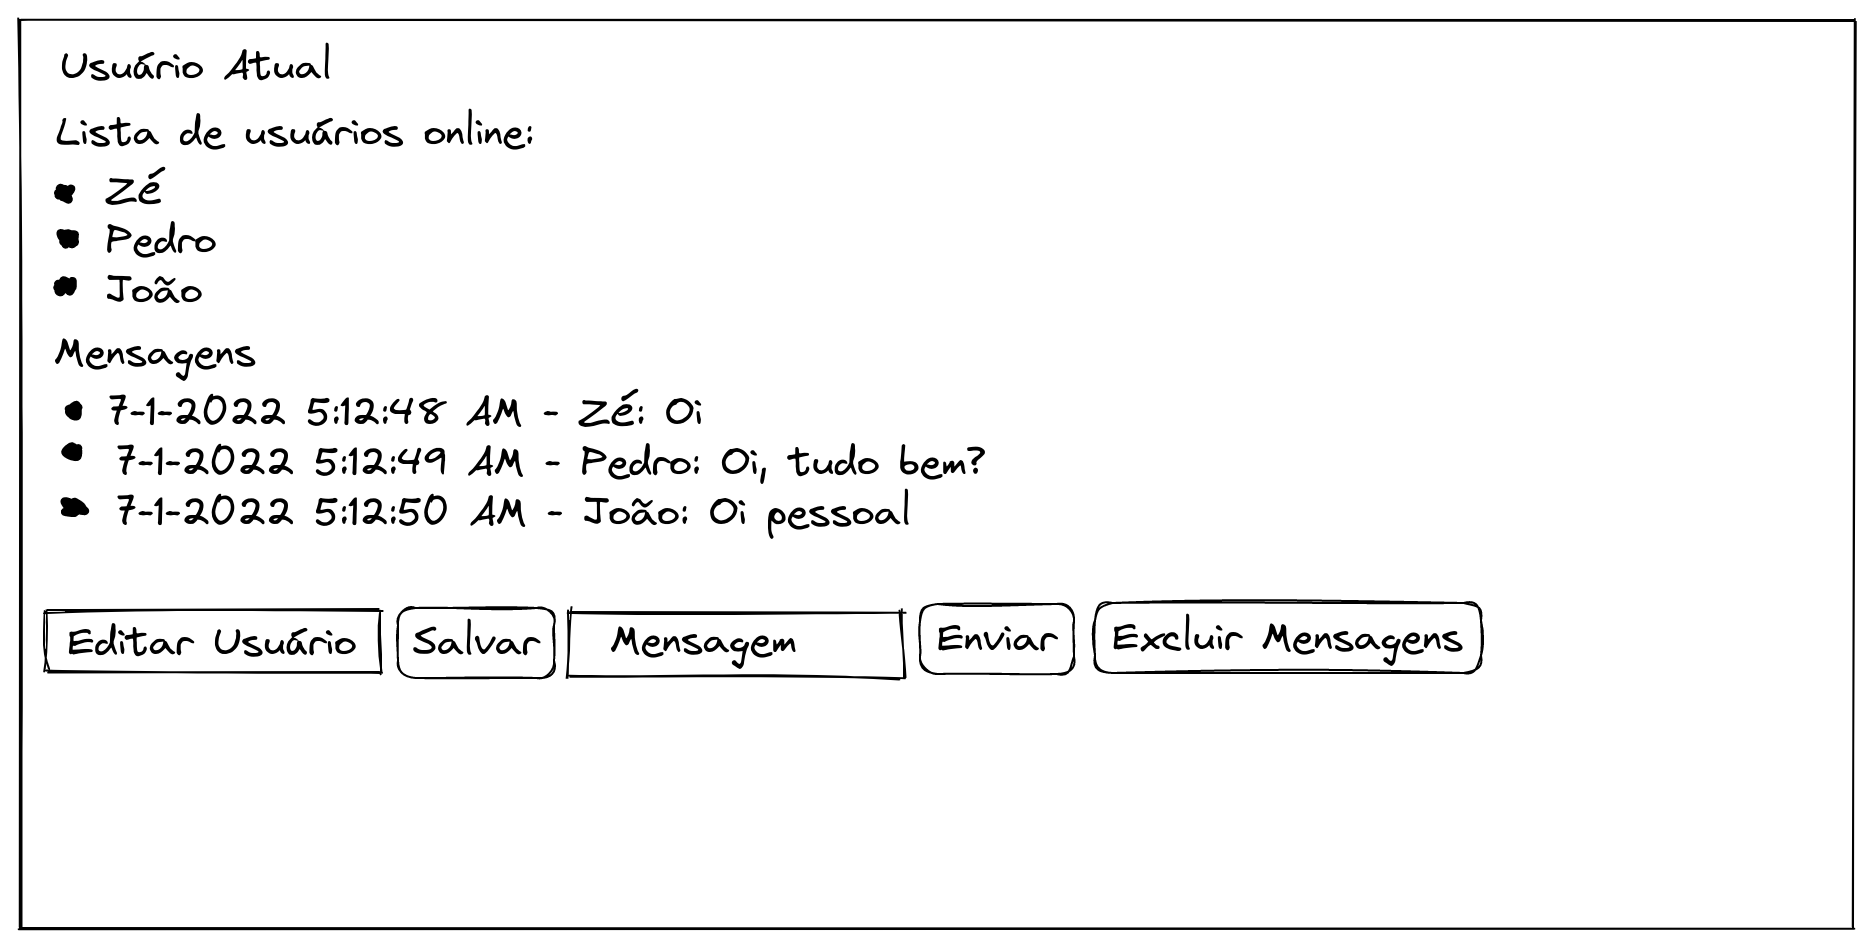 Usuário Atual
Lista de usuários online:
Zé
Pedro
João
Mensagens
7-1-2022 5:12:48 AM - Zé: Oi
7-1-2022 5:12:49 AM - Pedro: Oi, tudo bem?
7-1-2022 5:12:50 AM - João: Oi pessoal
Editar Usuário Salvar Mensagem Enviar Excluir Mensagens